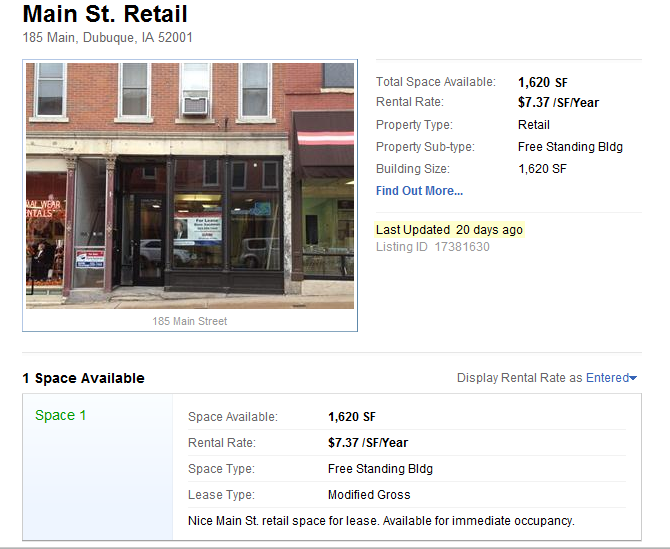 Main St. Retail
185 Main, Dubuque, IA 52001
Total Space Available: 1,620 SF
Rental Rate: $7.37 /SF/Year
Property Type: Retail
Property Sub-type: Free Standing Bldg
Building Size: 1,620 SF
Find Out More...
Last Updated 20 days ago
Listing ID 17381630
WEAR
ENTALS
FOR LEASE
185 Main Street
1 Space Available
Display Rental Rate as Entered
Space 1
Space Available: 1,620 SF
Rental Rate: $7.37 /SF/Year
Space Type: Free Standing Bldg
Lease Type: Modified Gross
Nice Main St. retail space for lease. Available for immediate occupancy.